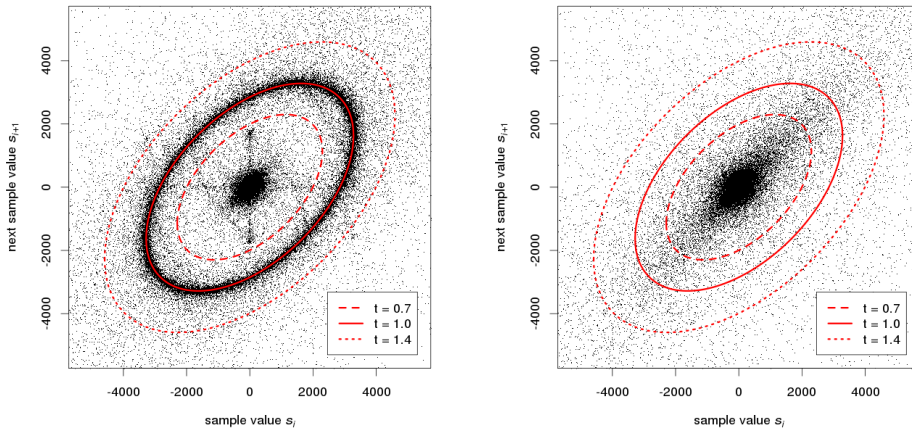 4000
2000
0
-2000
-4000
next sample value s_{i+1}
t = 0.7
t = 1.0
t = 1.4
-4000 -2000 0 2000 4000
sample value s_i
4000
2000
0
-2000
-4000
next sample value s_{i+1}
t = 0.7
t = 1.0
t = 1.4
-4000 -2000 0 2000 4000
sample value s_i